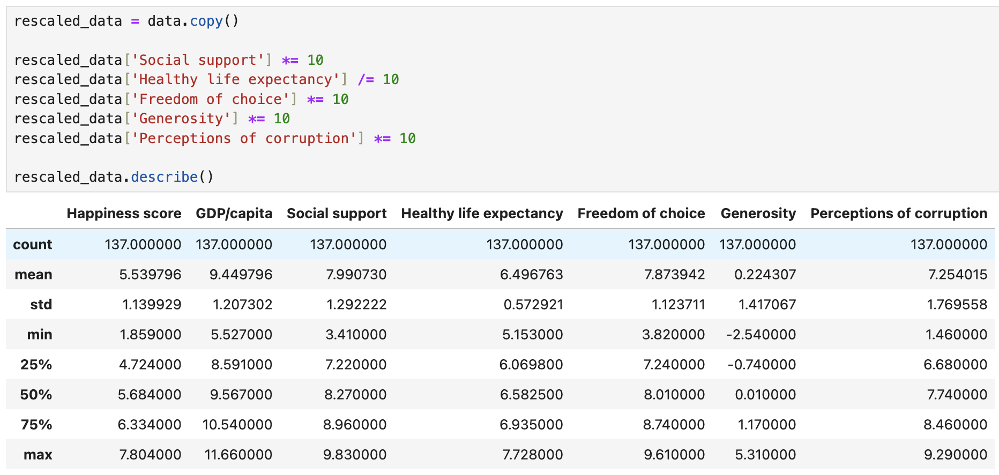 rescaled_data = data.copy()
rescaled_data['Social support'] *= 10
rescaled_data['Healthy life expectancy'] /= 10
rescaled_data['Freedom of choice'] *= 10
rescaled_data['Generosity'] *= 10
rescaled_data['Perceptions of corruption'] *= 10
rescaled_data.describe()
Happiness score GDP/capita Social support Healthy life expectancy Freedom of choice Generosity Perceptions of corruption
count 137.000000 137.000000 137.000000 137.000000 137.000000 137.000000 137.000000
mean 5.539796 9.449796 7.990730 6.496763 7.873942 0.224307 7.254015
std 1.139929 1.207302 1.292222 0.572921 1.123711 1.417067 1.769558
min 1.859000 5.527000 3.410000 5.153000 3.820000 -2.540000 1.460000
25% 4.724000 8.591000 7.220000 6.069800 7.240000 -0.740000 6.680000
50% 5.684000 9.567000 8.270000 6.582500 8.010000 0.010000 7.740000
75% 6.334000 10.540000 8.960000 6.935000 8.740000 1.170000 8.460000
max 7.804000 11.660000 9.830000 7.728000 9.610000 5.310000 9.290000